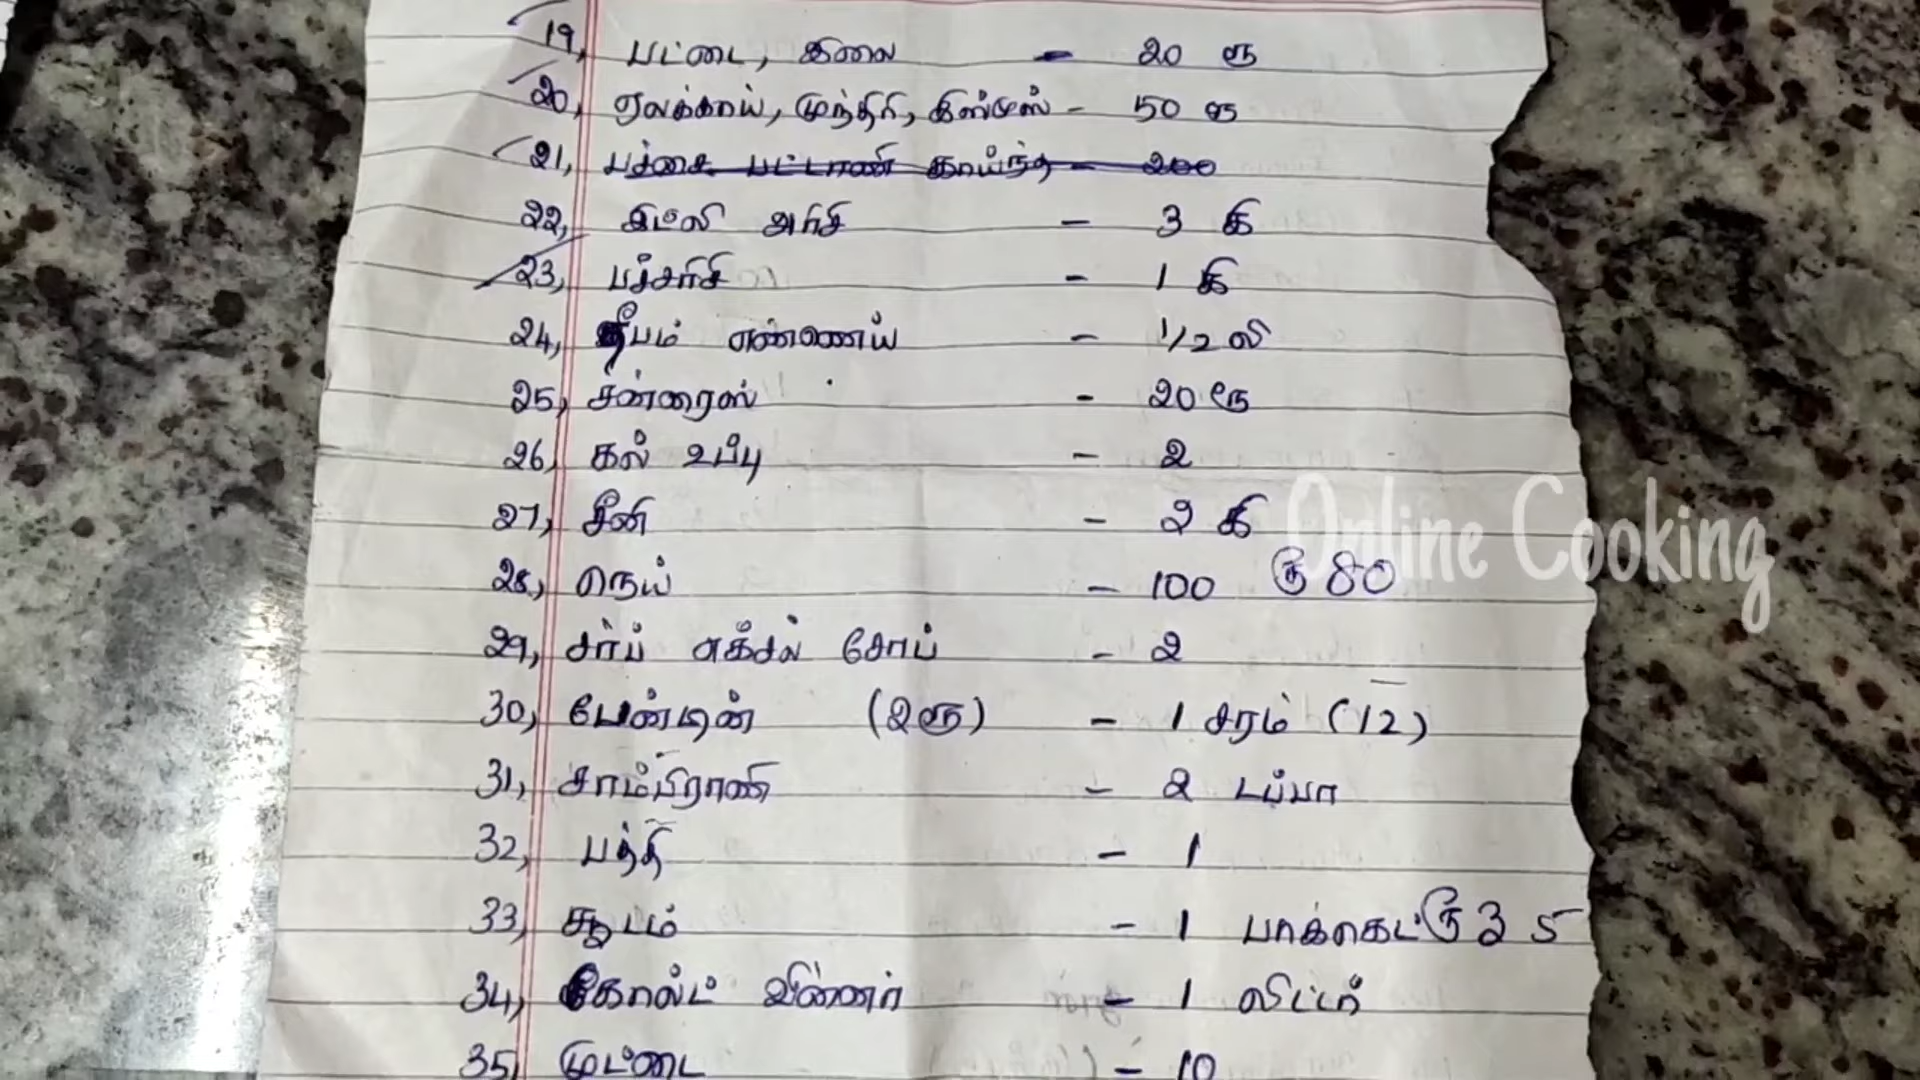 19, பட்டை, இலை - 20 ரூ
20, ஏலக்காய், முந்திரி, கிஸ்முஸ் - 50 ரூ
21, பச்சை பட்டாணி காய்ந்த - 200
22, இட்லி அரிசி - 3 கி
23, பச்சரிசி - 1 கி
24, தீபம் எண்ணெய் - 1/2 லி
25, சன்ரைஸ் - 20 ரூ
26, கல் உப்பு - 2
27, சீனி - 2 கி
28, நெய் - 100 ரூ 80
29, சர்ப் எக்சல் சோப் - 2
30, பேன்டீன் (2ரூ) - 1 சரம் (12)
31, சாம்பிராணி - 2 டப்பா
32, பத்தி - 1
33, சூடம் - 1 பாக்கெட் ரூ 35
34, கோல்ட் வின்னர் - 1 லிட்டர்
35, முட்டை - 10
Online Cooking